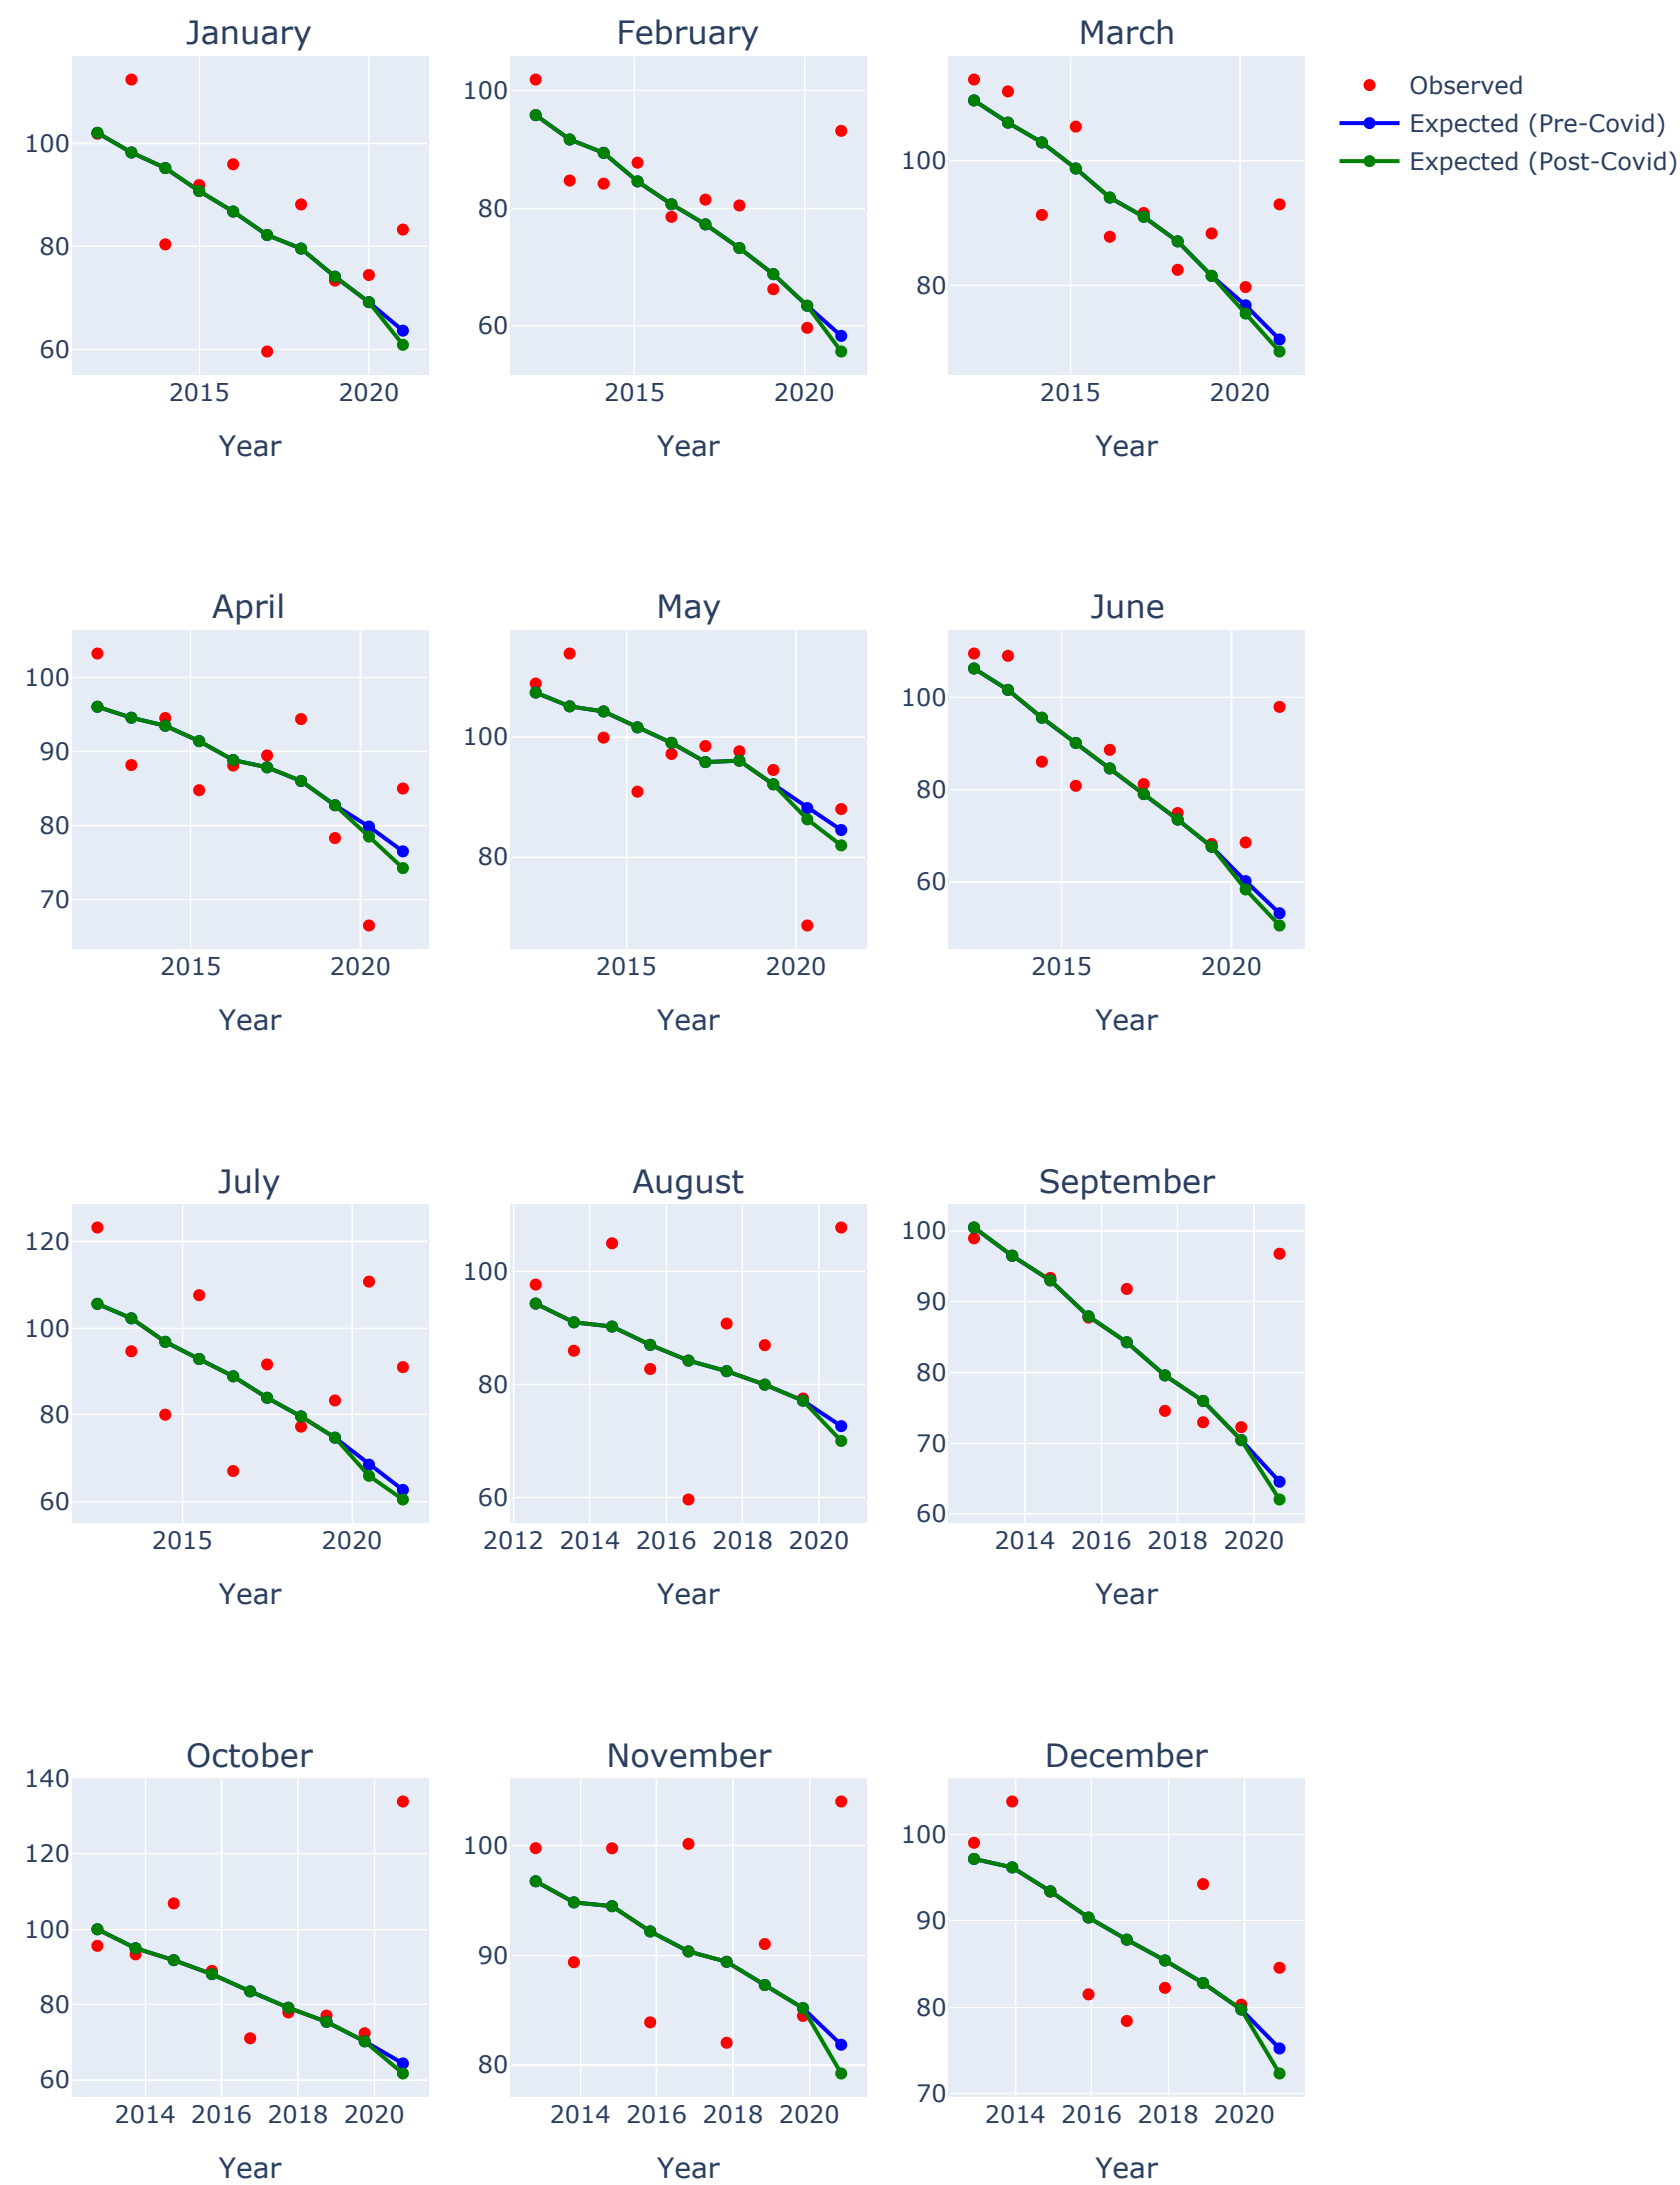 January
February
March
Observed
Expected (Pre-Covid)
Expected (Post-Covid)
100
80
60
2015
2020
Year
100
80
60
2015
2020
Year
100
80
2015
2020
Year
April
May
June
100
90
80
70
2015
2020
Year
100
80
2015
2020
Year
100
80
60
2015
2020
Year
July
August
September
120
100
80
60
2015
2020
Year
100
80
60
2012 2014 2016 2018 2020
Year
100
90
80
70
60
2014 2016 2018 2020
Year
October
November
December
140
120
100
80
60
2014 2016 2018 2020
Year
100
90
80
2014 2016 2018 2020
Year
100
90
80
70
2014 2016 2018 2020
Year